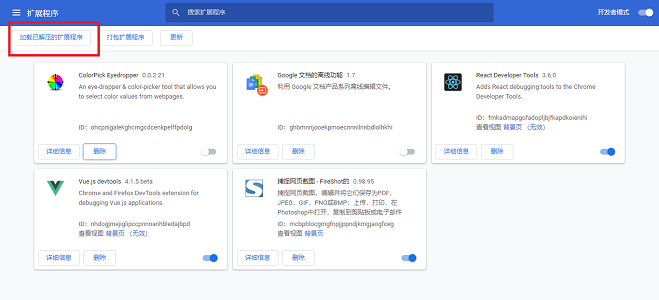 扩展程序
搜索扩展程序
开发者模式
加载已解压的扩展程序
打包扩展程序
更新
ColorPick Eyedropper 0.0.2.21
An eye-dropper & color-picker tool that allows you
to select color values from webpages.
ID：ohcpnigalekghcmgcdcenkpelffpdolg
详细信息
删除
Google 文档的离线功能 1.7
利用 Google 文档产品系列离线编辑文件。
ID：ghbmnnjooekpmoecnnnilnnbdlolhkhi
详细信息
删除
React Developer Tools 3.6.0
Adds React debugging tools to the Chrome
Developer Tools.
ID：fmkadmapgofadopljbjfkapdkoienihi
查看视图 背景页 （无效）
详细信息
删除
Vue.js devtools 4.1.5 beta
Chrome and Firefox DevTools extension for
debugging Vue.js applications.
ID：nhdogjmejiglipccpnnnanhbledajbpd
查看视图 背景页 （无效）
详细信息
删除
捕捉网页截图 - FireShot的 0.98.95
捕捉网页截图，编辑并将它们保存为PDF，
JPEG，GIF，PNG或BMP；上传，打印，在
Photoshop中打开，复制到剪贴板或电子邮件
ID：mcbpblocgmgfnpjppndjkmgjaogfceg
查看视图 背景页
详细信息
删除